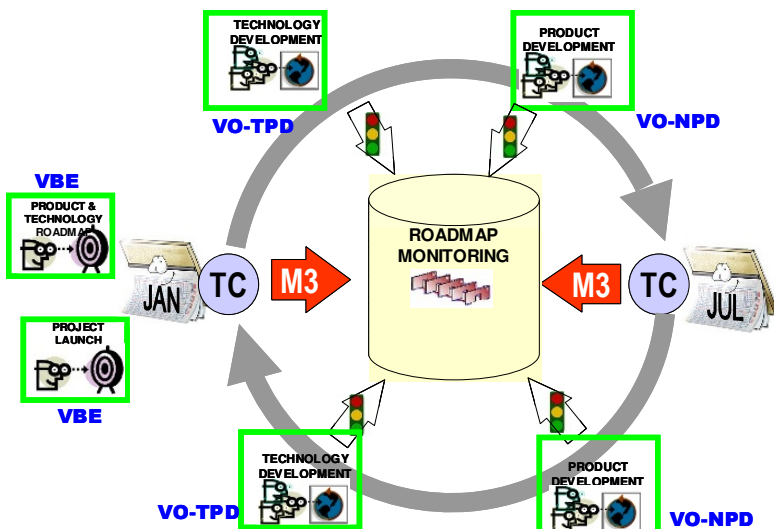 TECHNOLOGY
DEVELOPMENT
VO-TPD
PRODUCT
DEVELOPMENT
VO-NPD
VBE
PRODUCT &
TECHNOLOGY
ROADMAP
JAN
TC
M3
ROADMAP
MONITORING
M3
TC
JUL
PROJECT
LAUNCH
VBE
TECHNOLOGY
DEVELOPMENT
VO-TPD
PRODUCT
DEVELOPMENT
VO-NPD